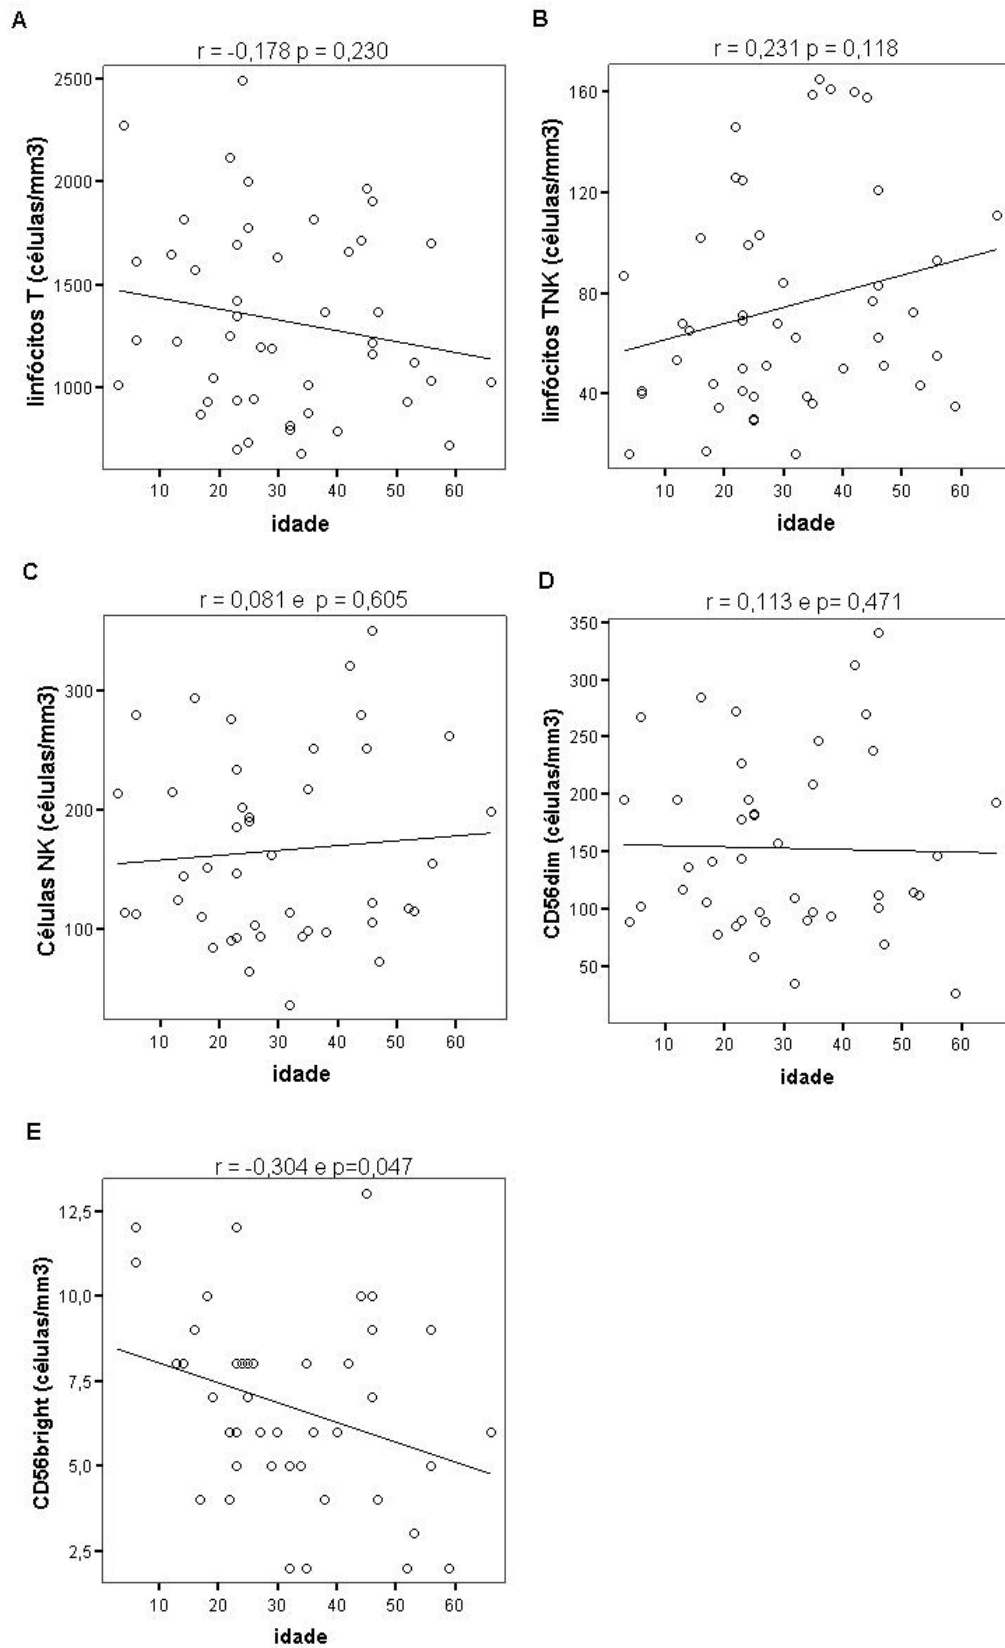 A
r = -0,178 p = 0,230
linfócitos T (células/mm3)
2500
2000
1500
1000
10 20 30 40 50 60
idade
B
r = 0,231 p = 0,118
linfócitos TNK (células/mm3)
160
120
80
40
10 20 30 40 50 60
idade
C
r = 0,081 e p = 0,605
Células NK (células/mm3)
300
200
100
10 20 30 40 50 60
idade
D
r = 0,113 e p= 0,471
CD56dim (células/mm3)
350
300
250
200
150
100
50
10 20 30 40 50 60
idade
E
r = -0,304 e p=0,047
CD56bright (células/mm3)
12,5
10,0
7,5
5,0
2,5
10 20 30 40 50 60
idade